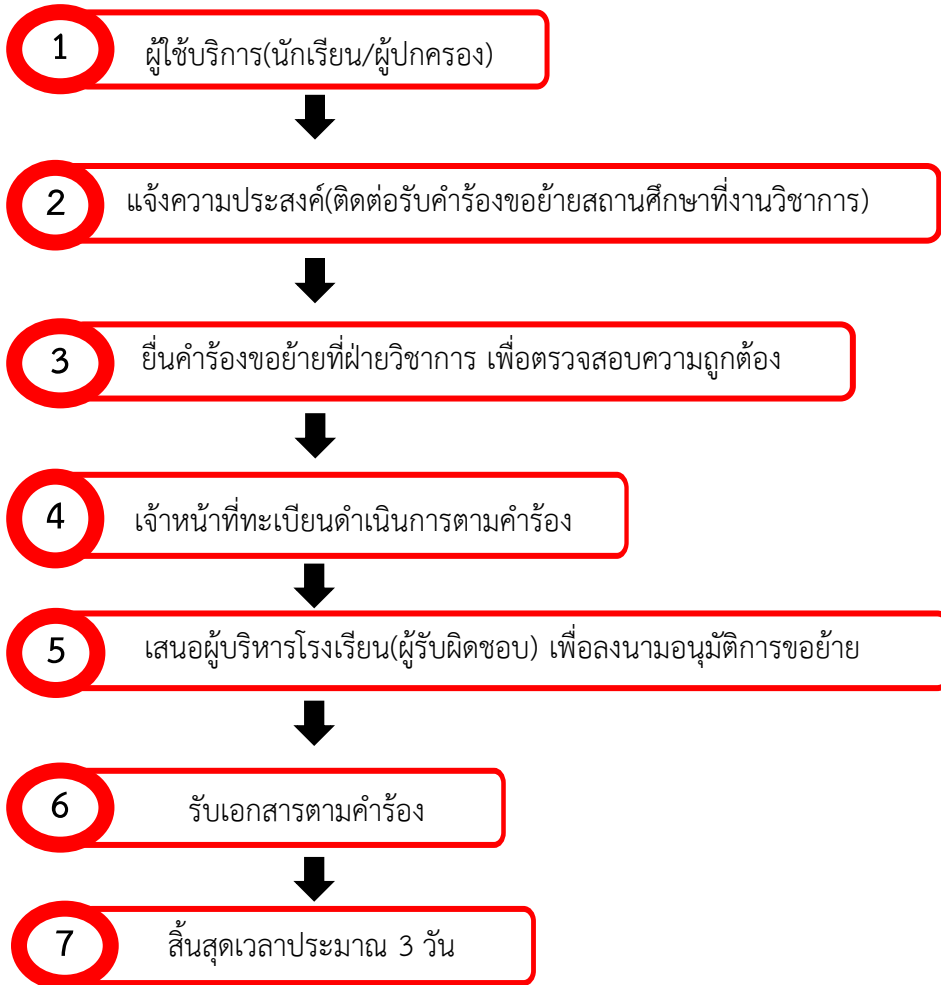 1 ผู้ใช้บริการ(นักเรียน/ผู้ปกครอง)
2 แจ้งความประสงค์(ติดต่อรับคำร้องขอย้ายสถานศึกษาที่งานวิชาการ)
3 ยื่นคำร้องขอย้ายที่ฝ่ายวิชาการ เพื่อตรวจสอบความถูกต้อง
4 เจ้าหน้าที่ทะเบียนดำเนินการตามคำร้อง
5 เสนอผู้บริหารโรงเรียน(ผู้รับผิดชอบ) เพื่อลงนามอนุมัติการขอย้าย
6 รับเอกสารตามคำร้อง
7 สิ้นสุดเวลาประมาณ 3 วัน